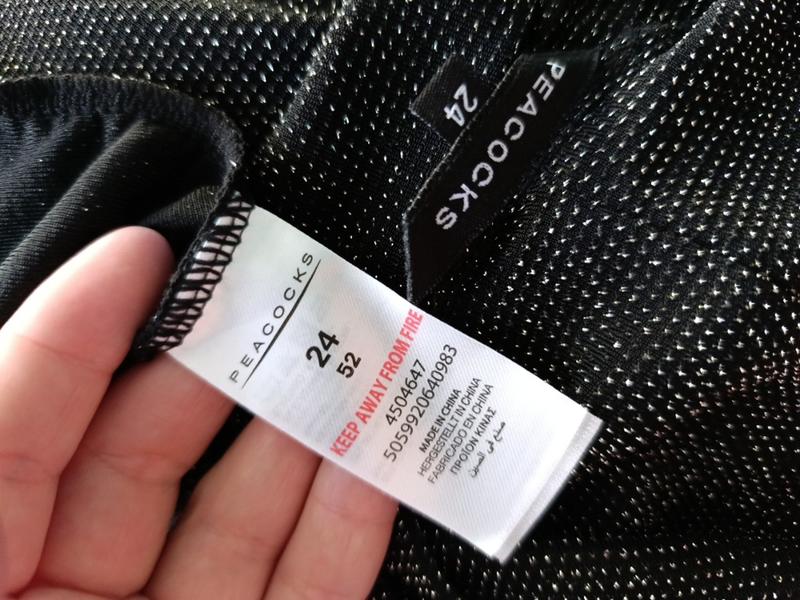 24
PEACOCKS
PEACOCKS
24
52
KEEP AWAY FROM FIRE
4504647
5059920640983
MADE IN CHINA
HERGESTELLT IN CHINA
FABRICADO EN CHINA
ΠΡΟΪΟΝ ΚΙΝΑΣ
صنع في الصين